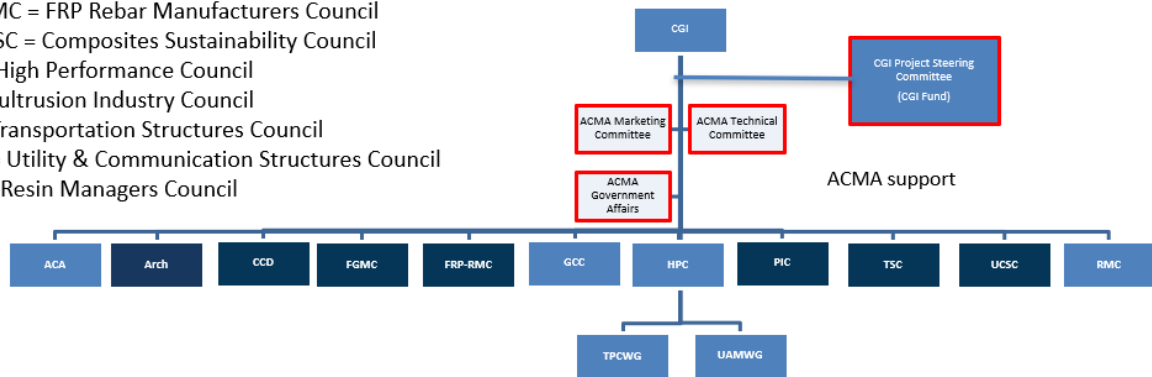 MC = FRP Rebar Manufacturers Council
SC = Composites Sustainability Council
High Performance Council
ultrusion Industry Council
ransportation Structures Council
Utility & Communication Structures Council
Resin Managers Council
CGI
CGI Project Steering
Committee
(CGI Fund)
ACMA Marketing
Committee
ACMA Technical
Committee
ACMA
Government
Affairs
ACMA support
ACA
Arch
CCD
FGMC
FRP-RMC
GCC
HPC
PIC
TSC
UCSC
RMC
TPCWG
UAMWG